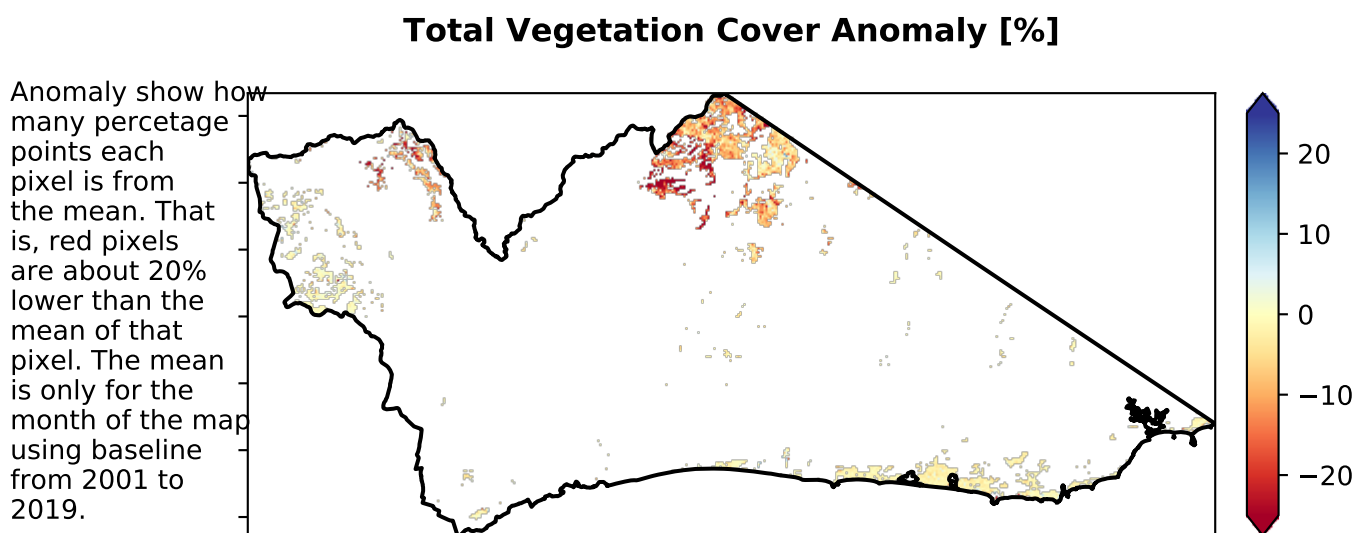 Total Vegetation Cover Anomaly [%]
Anomaly show how
many percetage
points each
pixel is from
the mean. That
is, red pixels
are about 20%
lower than the
mean of that
pixel. The mean
is only for the
month of the map
using baseline
from 2001 to
2019.
20
10
0
−10
−20